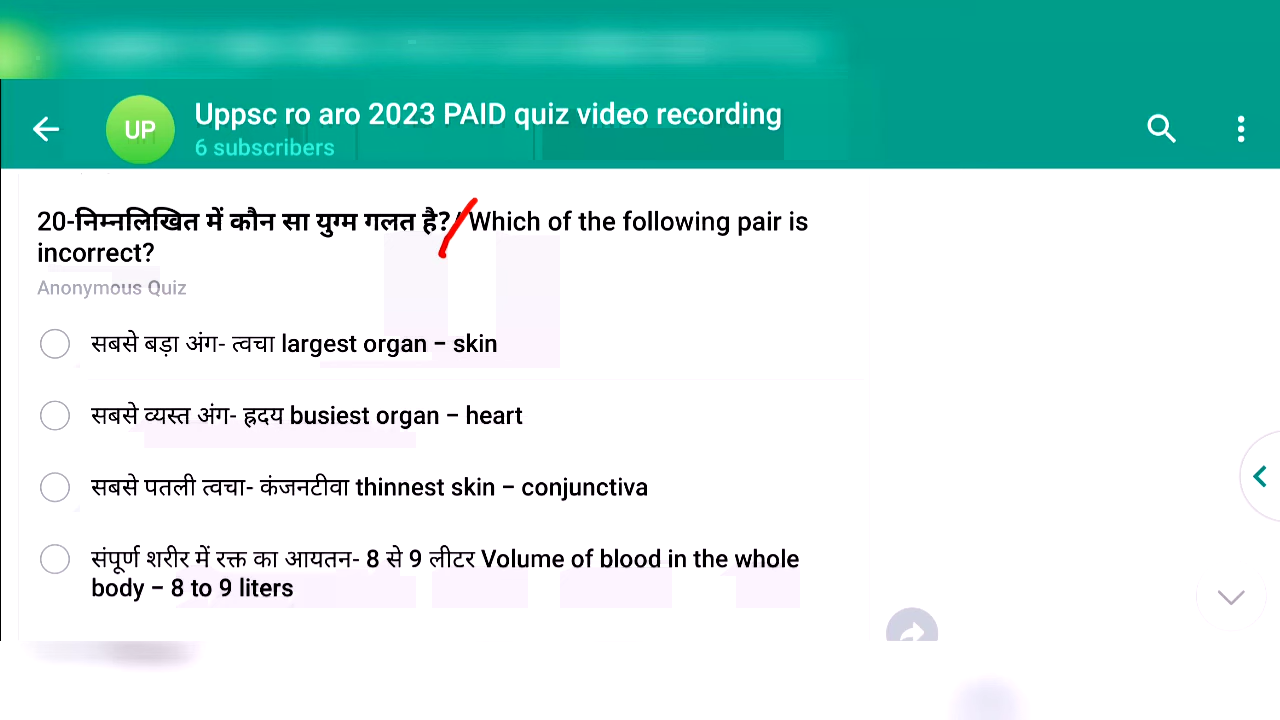 UP
Uppsc ro aro 2023 PAID quiz video recording
6 subscribers
20-निम्नलिखित में कौन सा युग्म गलत है?/ Which of the following pair is
incorrect?
Anonymous Quiz
सबसे बड़ा अंग- त्वचा largest organ – skin
सबसे व्यस्त अंग- ह्रदय busiest organ – heart
सबसे पतली त्वचा- कंजनटीवा thinnest skin – conjunctiva
संपूर्ण शरीर में रक्त का आयतन- 8 से 9 लीटर Volume of blood in the whole
body – 8 to 9 liters